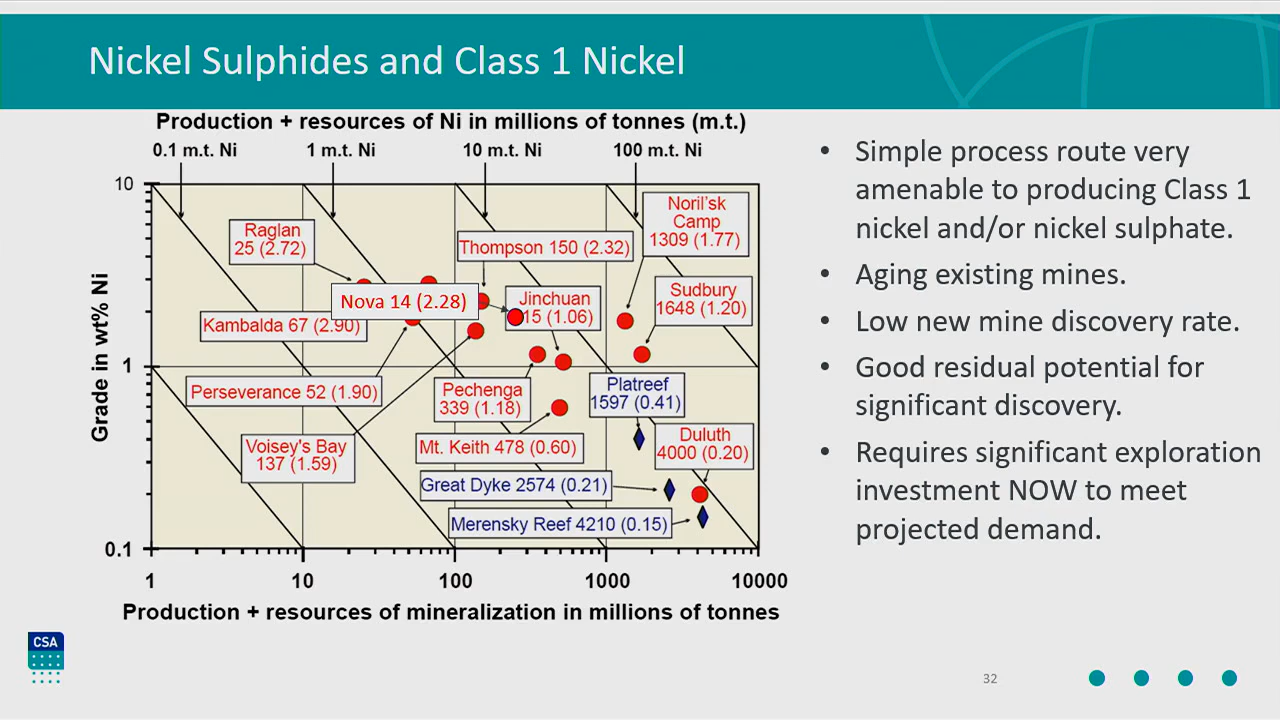 Nickel Sulphides and Class 1 Nickel
Production + resources of Ni in millions of tonnes (m.t.)
0.1 m.t. Ni
1 m.t. Ni
10 m.t. Ni
100 m.t. Ni
Grade in wt% Ni
10
1
0.1
Raglan
25 (2.72)
Thompson 150 (2.32)
Noril'sk
Camp
1309 (1.77)
Nova 14 (2.28)
Jinchuan
15 (1.06)
Sudbury
1648 (1.20)
Kambalda 67 (2.90)
Perseverance 52 (1.90)
Pechenga
339 (1.18)
Platreef
1597 (0.41)
Voisey's Bay
137 (1.59)
Mt. Keith 478 (0.60)
Duluth
4000 (0.20)
Great Dyke 2574 (0.21)
Merensky Reef 4210 (0.15)
1
10
100
1000
10000
Production + resources of mineralization in millions of tonnes
• Simple process route very
amenable to producing Class 1
nickel and/or nickel sulphate.
• Aging existing mines.
• Low new mine discovery rate.
• Good residual potential for
significant discovery.
• Requires significant exploration
investment NOW to meet
projected demand.
CSA
32